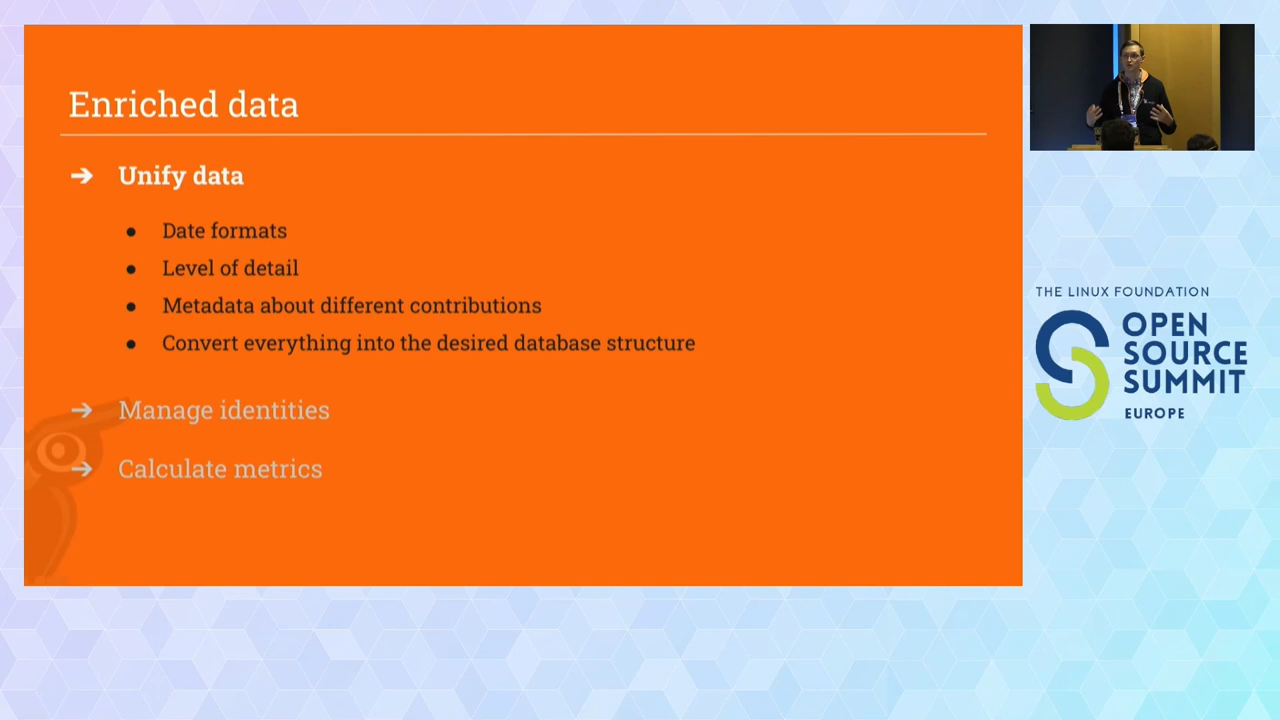 Enriched data
➔ Unify data
● Date formats
● Level of detail
● Metadata about different contributions
● Convert everything into the desired database structure
➔ Manage identities
➔ Calculate metrics
THE LINUX FOUNDATION
OPEN
SOURCE
SUMMIT
EUROPE